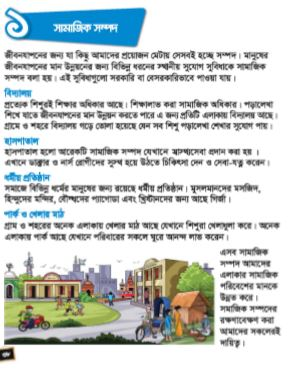 ১
সামাজিক সম্পদ
জীবনযাপনের জন্য যা কিছু আমাদের প্রয়োজন মেটায় সেসবই হচ্ছে সম্পদ। মানুষের
জীবনযাপনের মান উন্নয়নের জন্য বিভিন্ন ধরনের স্থানীয় সুযোগ সুবিধাকে সামাজিক
সম্পদ বলা হয়। এই সুবিধাগুলো সরকারি বা বেসরকারিভাবে পাওয়া যায়।
বিদ্যালয়
প্রত্যেক শিশুরই শিক্ষার অধিকার আছে। শিক্ষালাভ করা সামাজিক অধিকার। পড়ালেখা
শিখে যাতে জীবনযাপনের মান উন্নয়ন করতে পারে এ জন্য প্রতিটি এলাকায় বিদ্যালয় আছে।
গ্রামে ও শহরে বিদ্যালয় গড়ে তোলা হয়েছে যেন সব শিশু পড়ালেখা শেখার সুযোগ পায়।
হাসপাতাল
হাসপাতাল হলো আরেকটি সামাজিক সম্পদ যেখানে স্বাস্থ্যসেবা প্রদান করা হয়।
এখানে ডাক্তার ও নার্স রোগীদের সুস্থ হয়ে উঠতে চিকিৎসা দেন ও সেবা-যত্ন করেন।
ধর্মীয় প্রতিষ্ঠান
সমাজে বিভিন্ন ধর্মের মানুষের জন্য রয়েছে ধর্মীয় প্রতিষ্ঠান। মুসলমানদের মসজিদ,
হিন্দুদের মন্দির, বৌদ্ধদের প্যাগোডা এবং খ্রিস্টানদের জন্য আছে গির্জা।
পার্ক ও খেলার মাঠ
গ্রাম ও শহরের অনেক এলাকায় খেলার মাঠ আছে যেখানে শিশুরা খেলাধুলা করে। অনেক
এলাকায় পার্ক আছে যেখানে পরিবারের সকলে ঘুরে আনন্দ লাভ করেন।
এসব সামাজিক
সম্পদ আমাদের
এলাকার সামাজিক
পরিবেশের মানকে
উন্নত করে।
সামাজিক সম্পদের
রক্ষণাবেক্ষণ করা
আমাদের সকলেরই
দায়িত্ব।